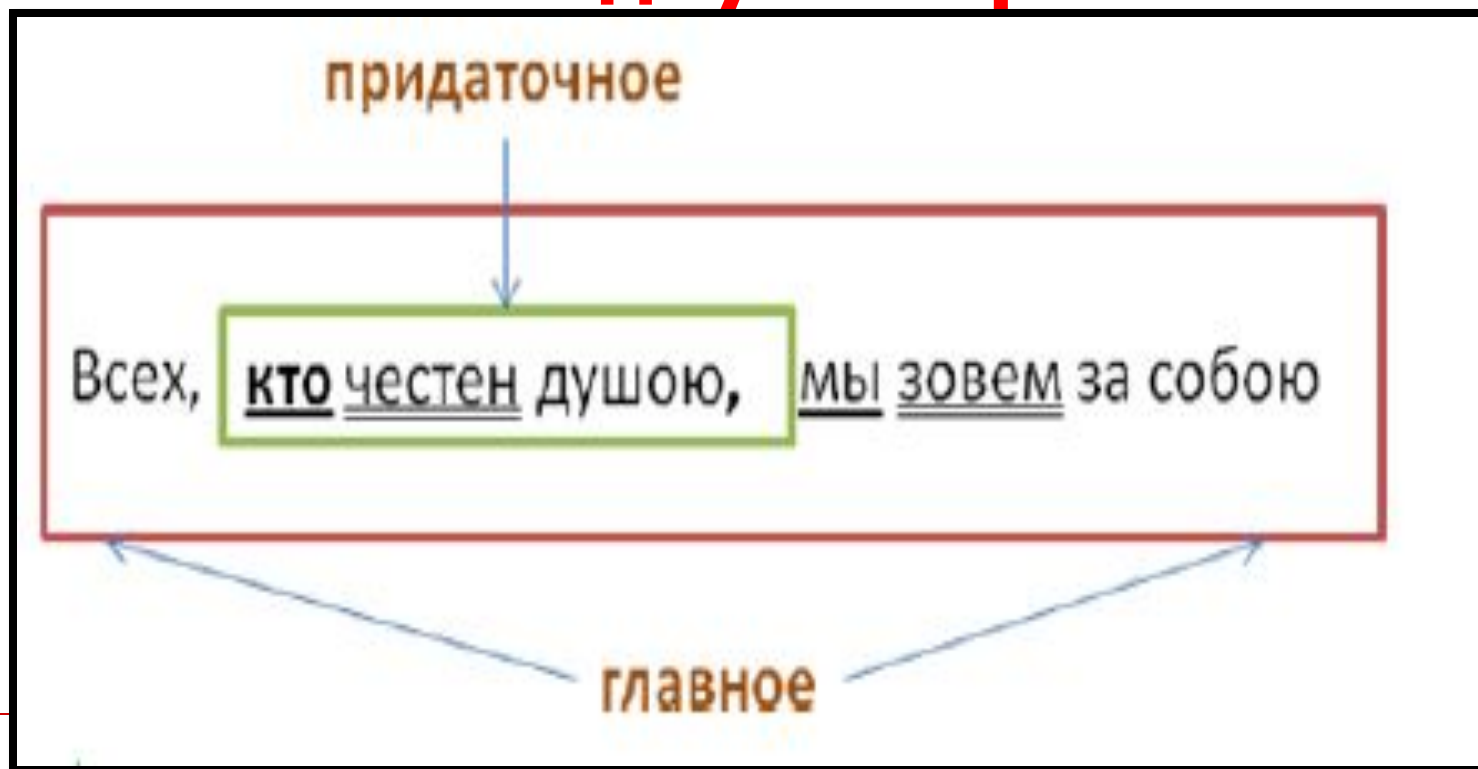 придаточное
Всех, кто честен душою, мы зовем за собою
главное